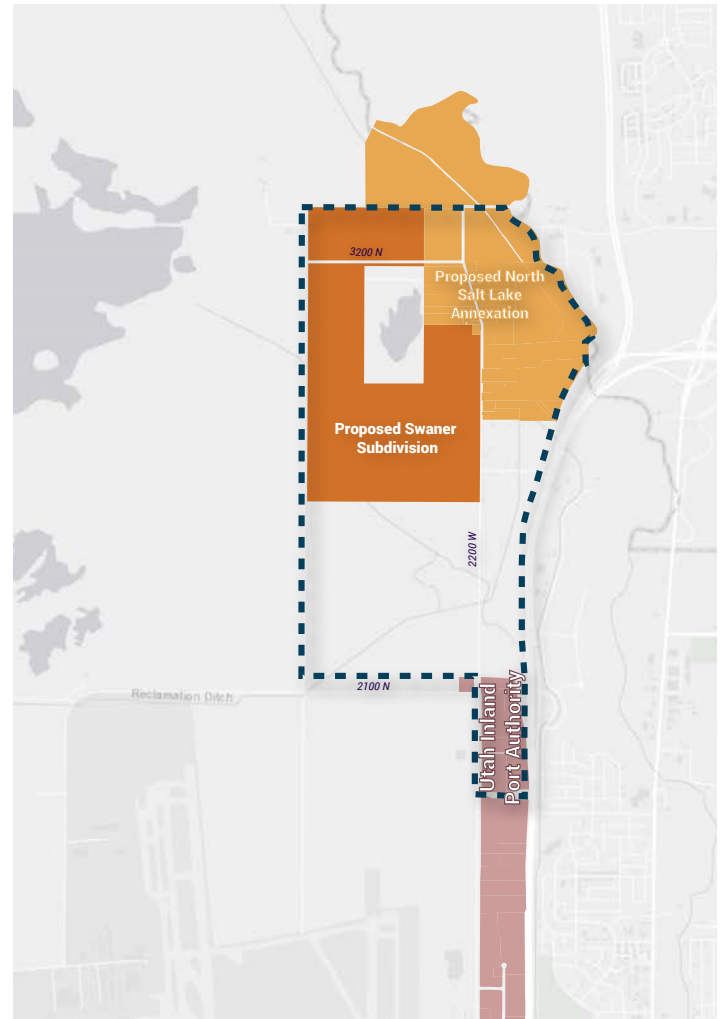 3200 N
Proposed North
Salt Lake
Annexation
Proposed Swaner
Subdivision
2200 W
2100 N
Reclamation Ditch
Utah Inland
Port Authority